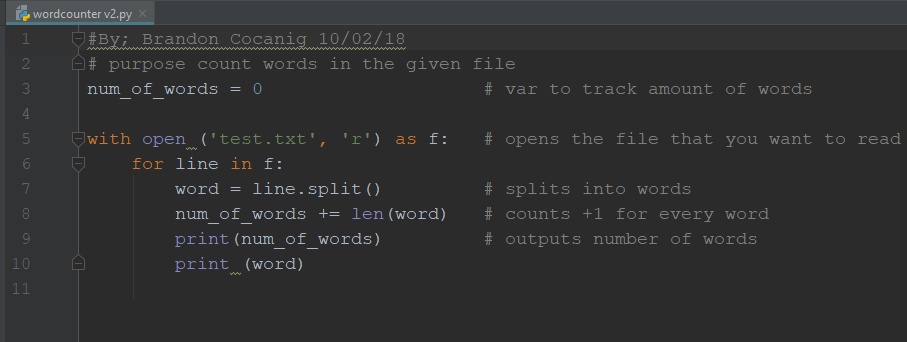 wordcounter v2.py ×
1 #By; Brandon Cocanig 10/02/18
2 # purpose count words in the given file
3 num_of_words = 0 # var to track amount of words
4
5 with open ('test.txt', 'r') as f: # opens the file that you want to read
6 for line in f:
7 word = line.split() # splits into words
8 num_of_words += len(word) # counts +1 for every word
9 print(num_of_words) # outputs number of words
10 print (word)
11